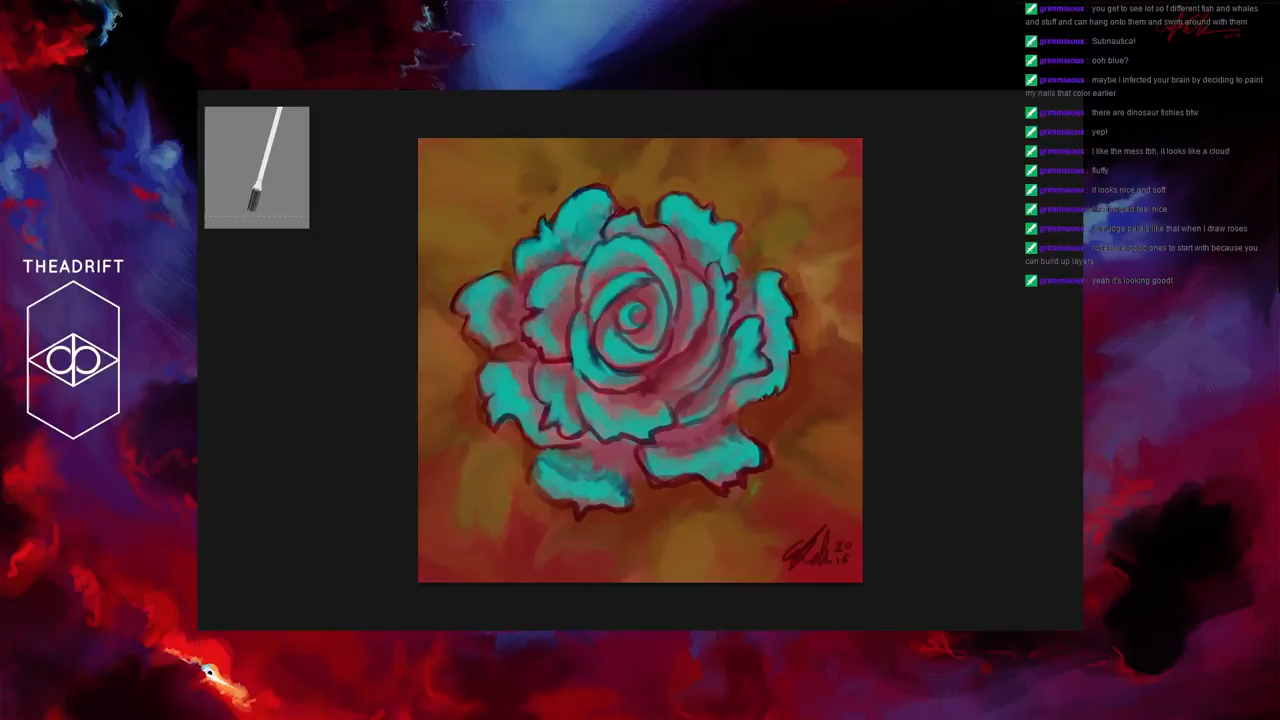 grimmiaoux : you get to see lot so f different fish and whales
and stuff and can hang onto them and swim around with them
grimmiaoux : Subnautica!
grimmiaoux : ooh blue?
grimmiaoux : maybe I infected your brain by deciding to paint
my nails that color earlier
grimmiaoux : there are dinosaur fishies btw
grimmiaoux : yep!
grimmiaoux : I like the mess tbh, it looks like a cloud
grimmiaoux : fluffy
grimmiaoux : it looks nice and soft
grimmiaoux : feel nice
grimmiaoux : smudge petals like that when I draw roses
grimmiaoux : roses are good ones to start with because you
can build up layers
grimmiaoux : yeah it's looking good!
THEADRIFT
20
16